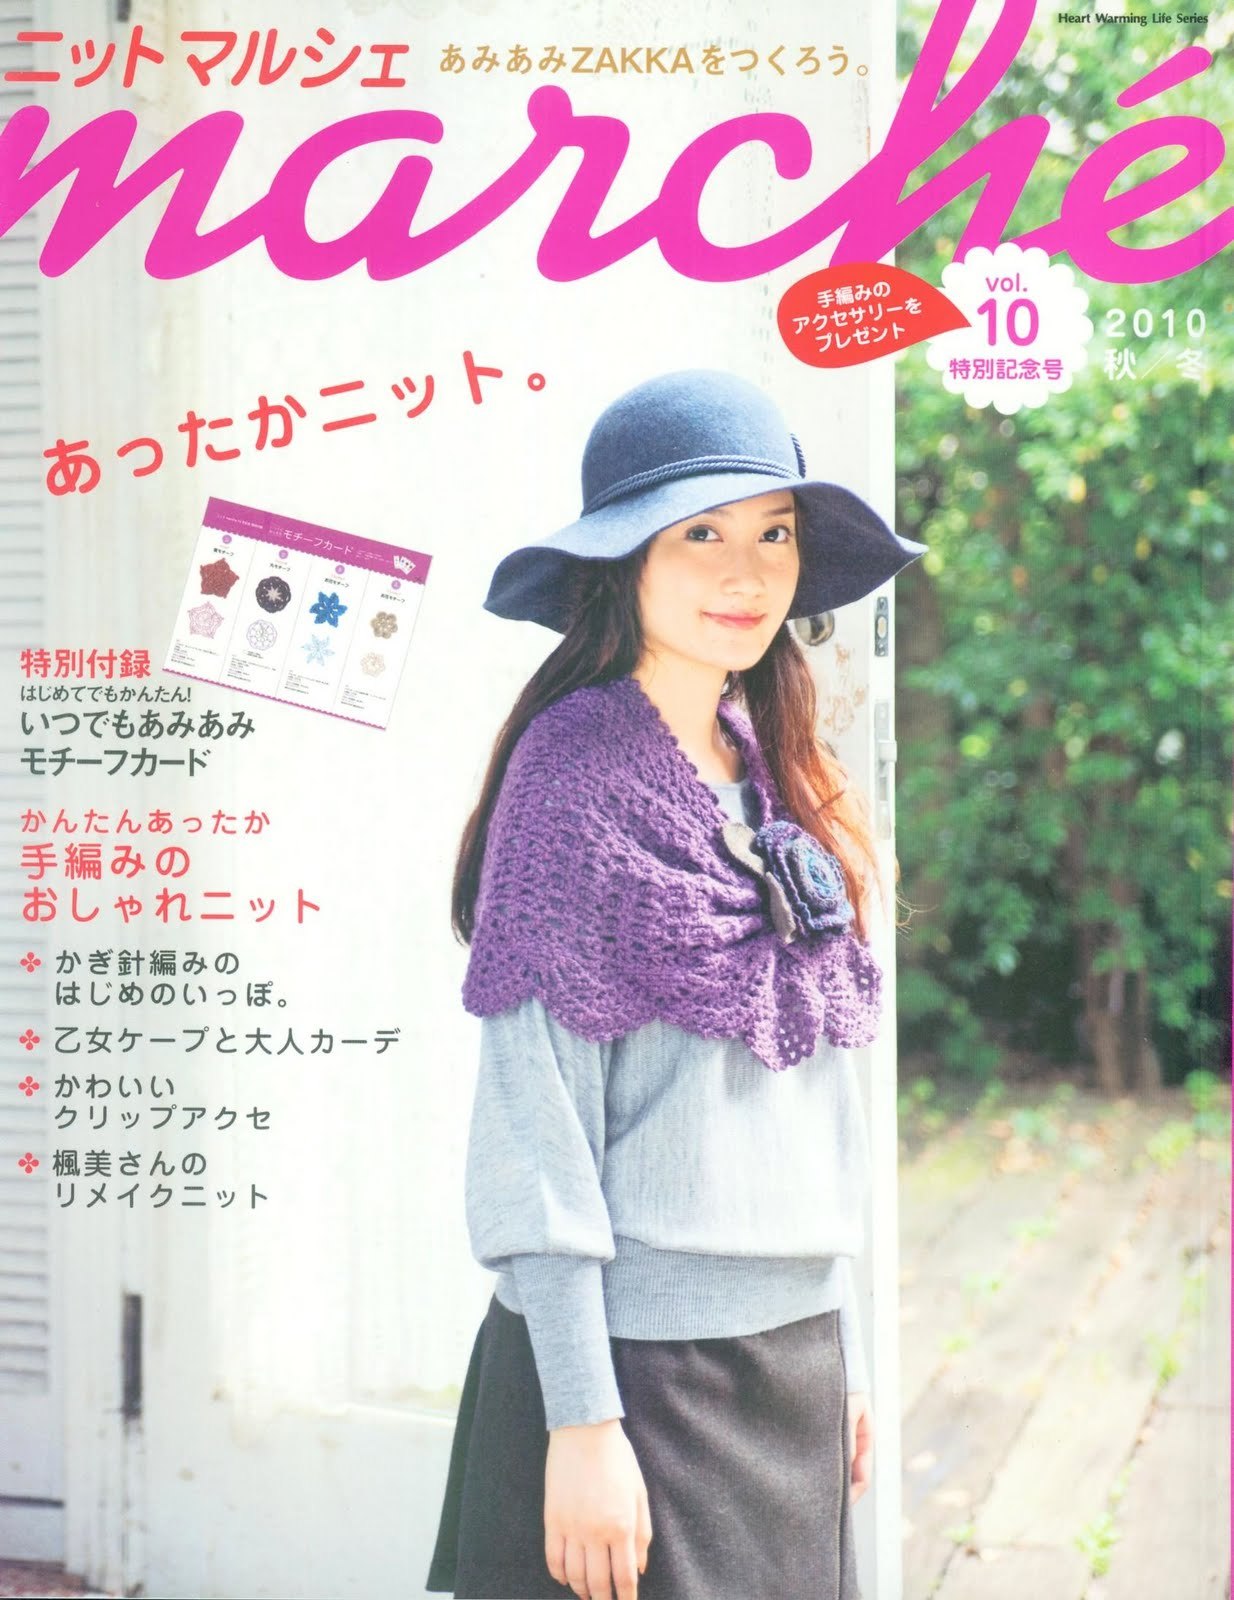 Heart Warming Life Series
ニットマルシェ
あみあみZAKKAをつくろう。
marché
手編みの
アクセサリーを
プレゼント
vol.
10
特別記念号
2010
秋／冬
あったかニット。
モチーフカード
特別付録
はじめてでもかんたん!
いつでもあみあみ
モチーフカード
かんたんあったか
手編みの
おしゃれニット
かぎ針編みの
はじめのいっぽ。
乙女ケープと大人カーデ
かわいい
クリップアクセ
楓美さんの
リメイクニット